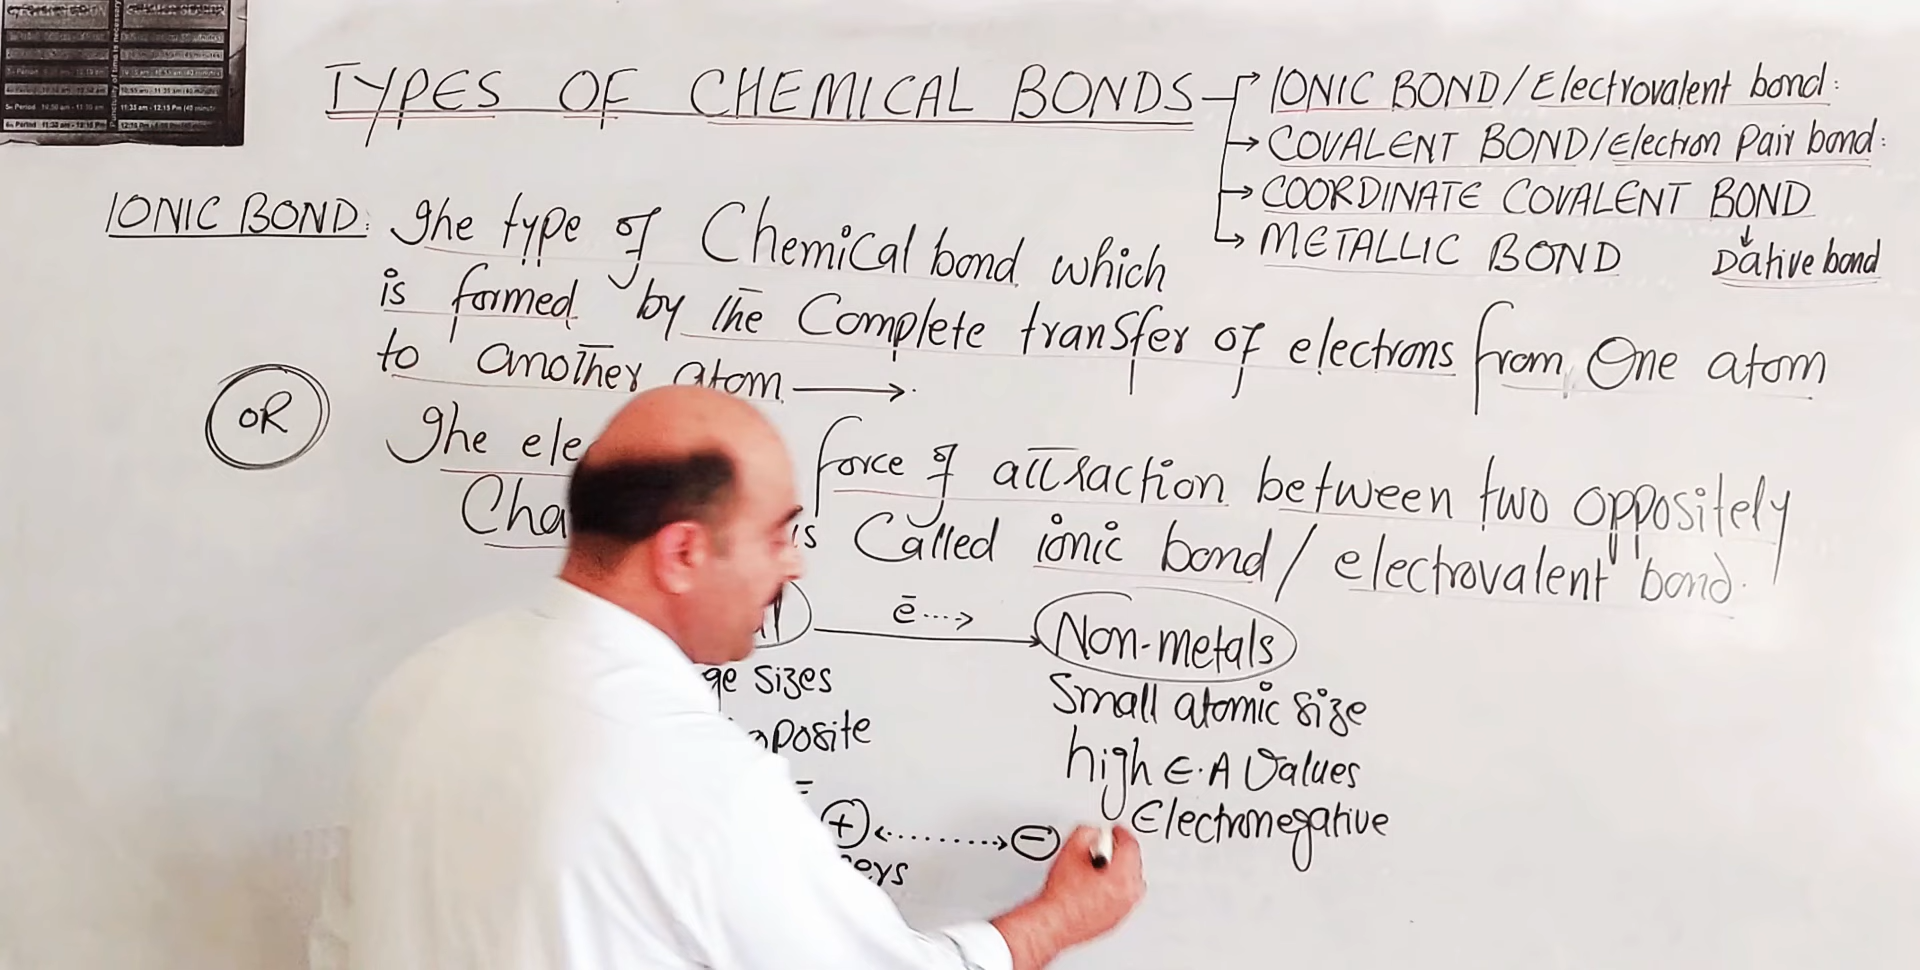 TYPES OF CHEMICAL BONDS
IONIC BOND/Electrovalent bond:
COVALENT BOND/Electron Pair bond:
COORDINATE COVALENT BOND
METALLIC BOND Dative bond
IONIC BOND: The type of Chemical bond which
is formed by the Complete transfer of electrons from One atom
to another atom
OR
The ele force of attraction between two oppositely
Cha is Called ionic bond/electrovalent bond.
ē Non-metals
ge sizes Small atomic size
posite high E.A Values
+ - Electronegative